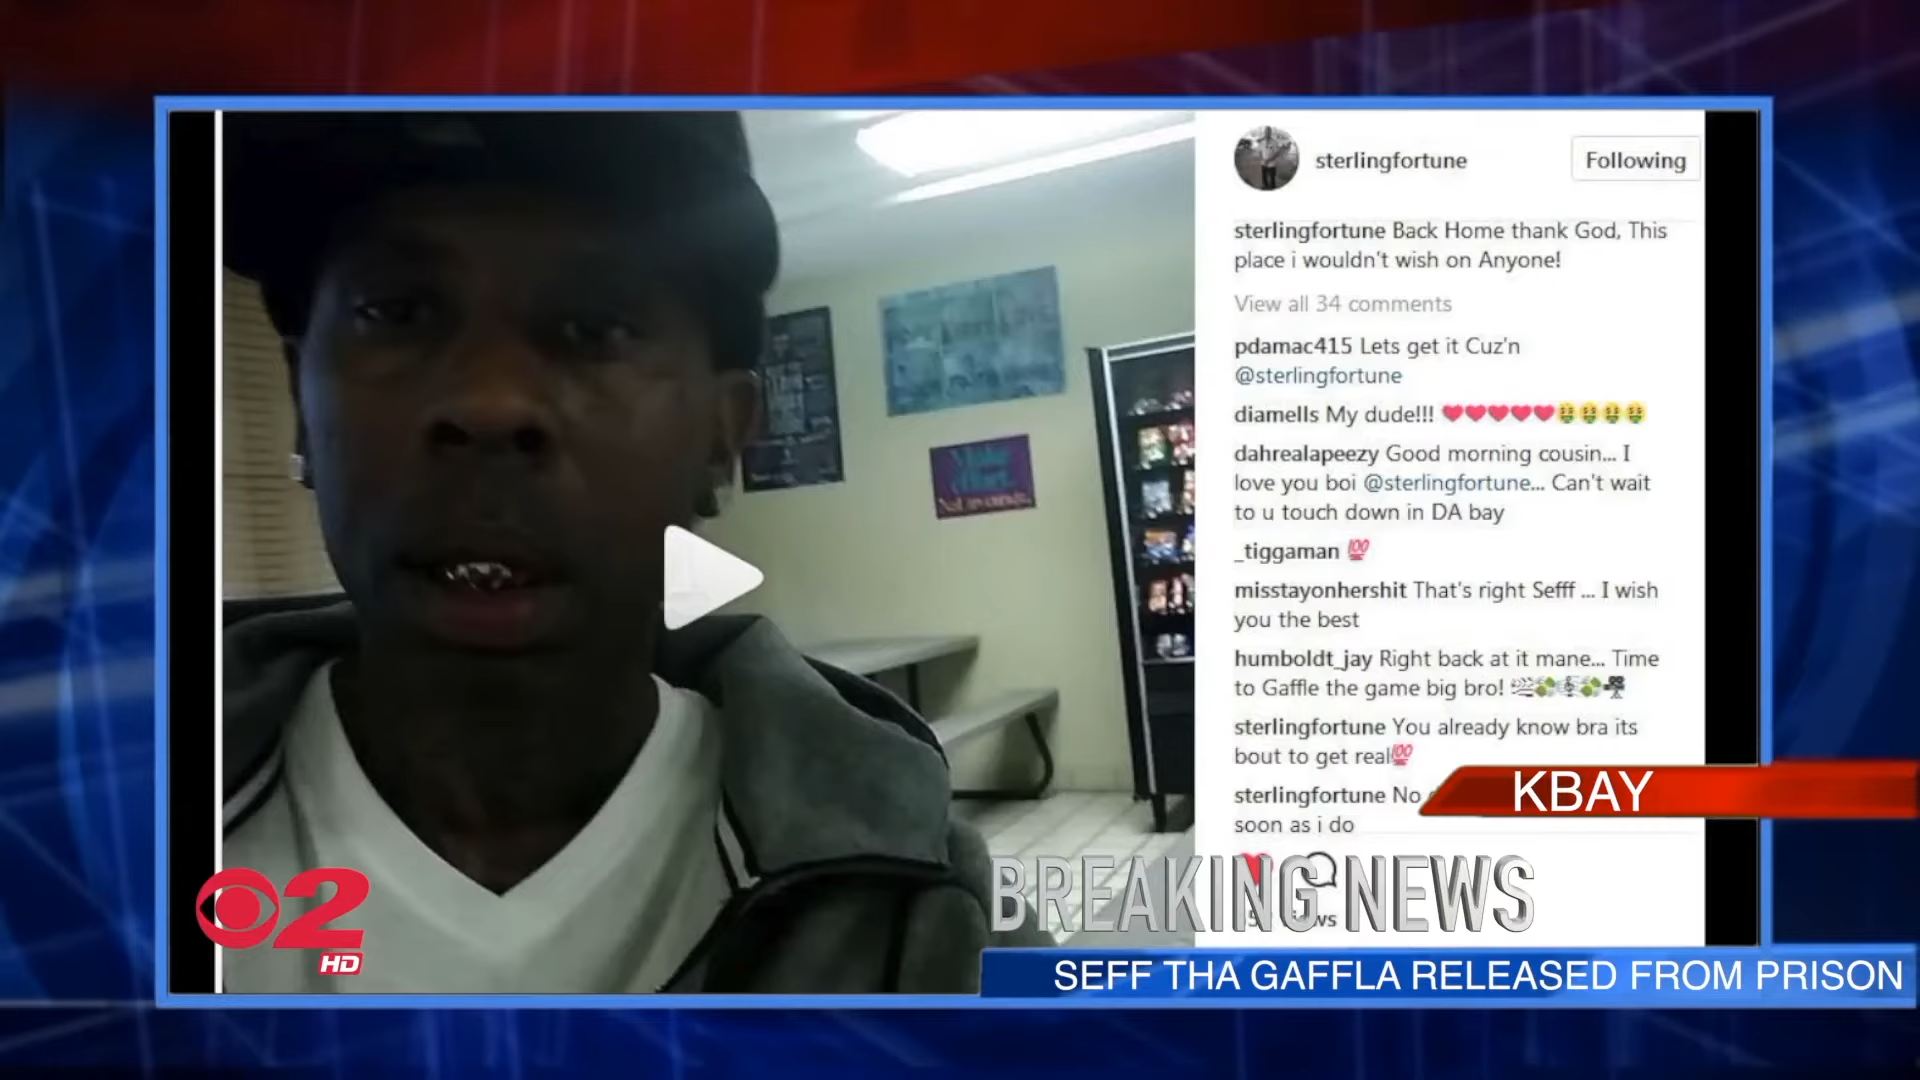 sterlingfortune
Following
sterlingfortune Back Home thank God, This
place i wouldn't wish on Anyone!
View all 34 comments
pdamac415 Lets get it Cuz'n
@sterlingfortune
diamells My dude!!! ❤❤❤❤❤🤑🤑🤑🤑
dahrealapeezy Good morning cousin... I
love you boi @sterlingfortune... Can't wait
to u touch down in DA bay
_tiggaman 💯
misstayonhershit That's right Sefff ... I wish
you the best
humboldt_jay Right back at it mane... Time
to Gaffle the game big bro!
sterlingfortune You already know bra its
bout to get real💯
sterlingfortune No
soon as i do
Not
KBAY
2
HD
BREAKING NEWS
SEFF THA GAFFLA RELEASED FROM PRISON